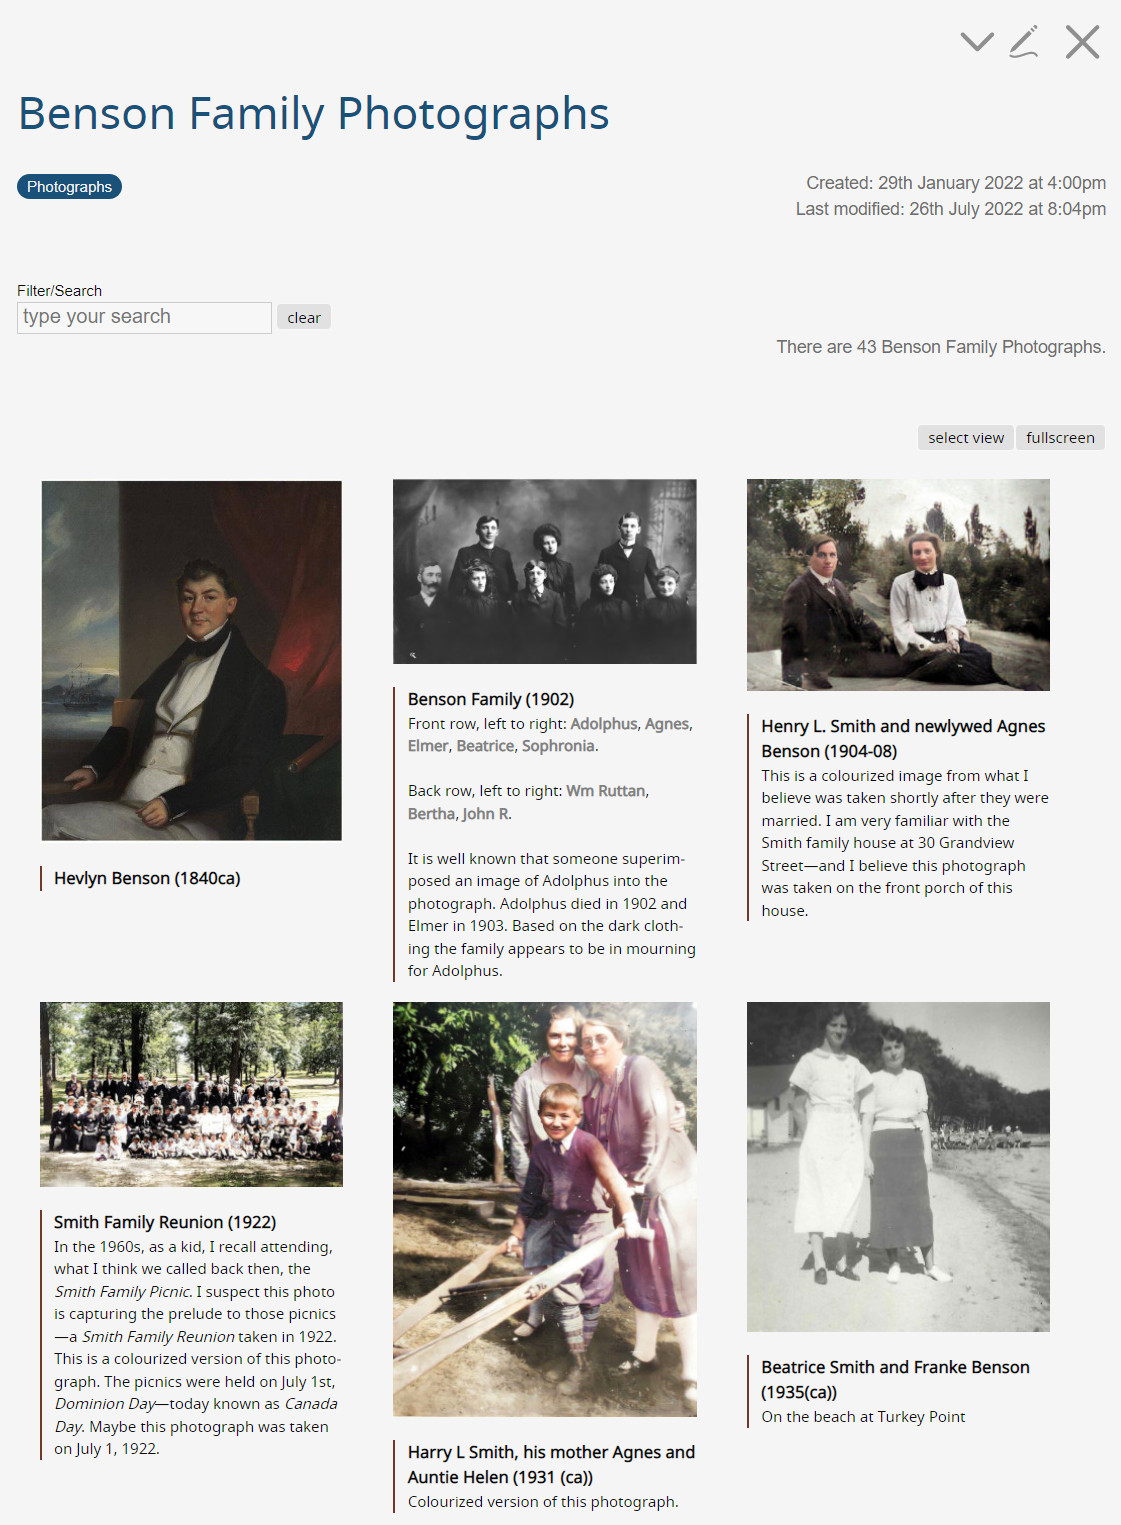 Benson Family Photographs
Photographs
Created: 29th January 2022 at 4:00pm
Last modified: 26th July 2022 at 8:04pm
Filter/Search
type your search
clear
There are 43 Benson Family Photographs.
select view
fullscreen
Hevlyn Benson (1840ca)
Benson Family (1902)
Front row, left to right: Adolphus, Agnes,
Elmer, Beatrice, Sophronia.
Back row, left to right: Wm Ruttan,
Bertha, John R.
It is well known that someone superim-
posed an image of Adolphus into the
photograph. Adolphus died in 1902 and
Elmer in 1903. Based on the dark cloth-
ing the family appears to be in mourning
for Adolphus.
Henry L. Smith and newlywed Agnes
Benson (1904-08)
This is a colourized image from what I
believe was taken shortly after they were
married. I am very familiar with the
Smith family house at 30 Grandview
Street—and I believe this photograph
was taken on the front porch of this
house.
Smith Family Reunion (1922)
In the 1960s, as a kid, I recall attending,
what I think we called back then, the
Smith Family Picnic. I suspect this photo
is capturing the prelude to those picnics
—a Smith Family Reunion taken in 1922.
This is a colourized version of this photo-
graph. The picnics were held on July 1st,
Dominion Day—today known as Canada
Day. Maybe this photograph was taken
on July 1, 1922.
Harry L Smith, his mother Agnes and
Auntie Helen (1931 (ca))
Colourized version of this photograph.
Beatrice Smith and Franke Benson
(1935(ca))
On the beach at Turkey Point